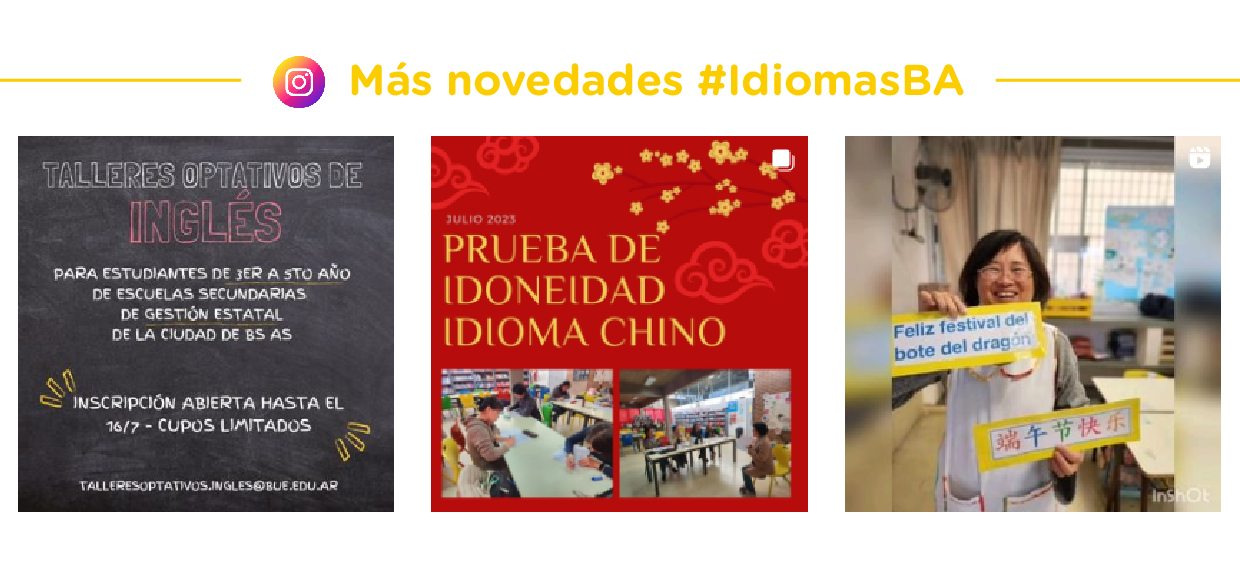 Más novedades #IdiomasBA
TALLERES OPTATIVOS DE
INGLÉS
PARA ESTUDIANTES DE 3ER A 5TO AÑO
DE ESCUELAS SECUNDARIAS
DE GESTIÓN ESTATAL
DE LA CIUDAD DE BS AS
INSCRIPCIÓN ABIERTA HASTA EL
16/7 - CUPOS LIMITADOS
TALLERESOPTATIVOS.INGLES@BUE.EDU.AR
JULIO 2023
PRUEBA DE
IDONEIDAD
IDIOMA CHINO
Feliz festival del
bote del dragón
端午节快乐
InShOt